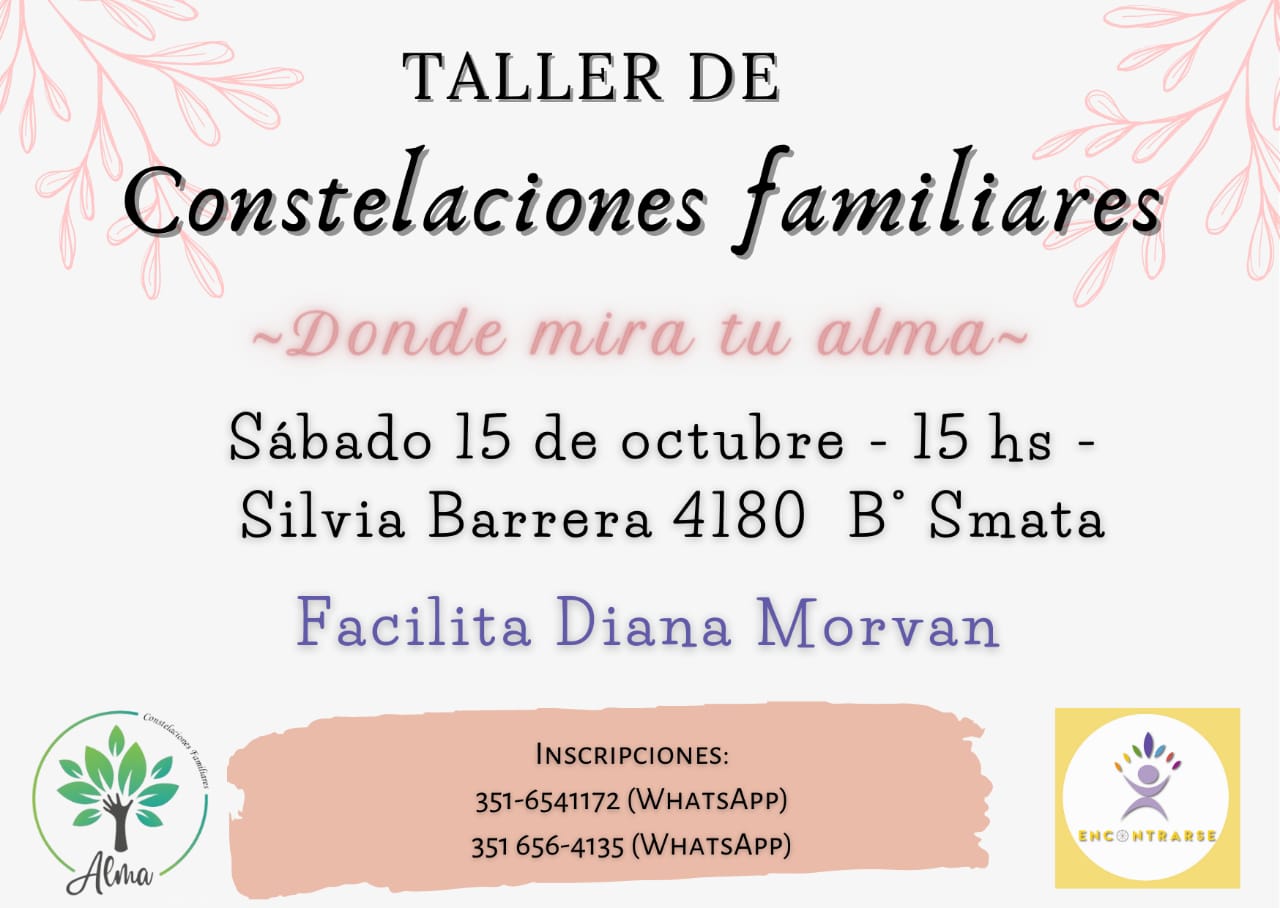 TALLER DE
Constelaciones familiares
~Donde mira tu alma~
Sábado 15 de octubre - 15 hs -
Silvia Barrera 4180 B° Smata
Facilita Diana Morvan
Constelaciones Familiares
Alma
Inscripciones:
351-6541172 (WhatsApp)
351 656-4135 (WhatsApp)
ENCONTRARSE